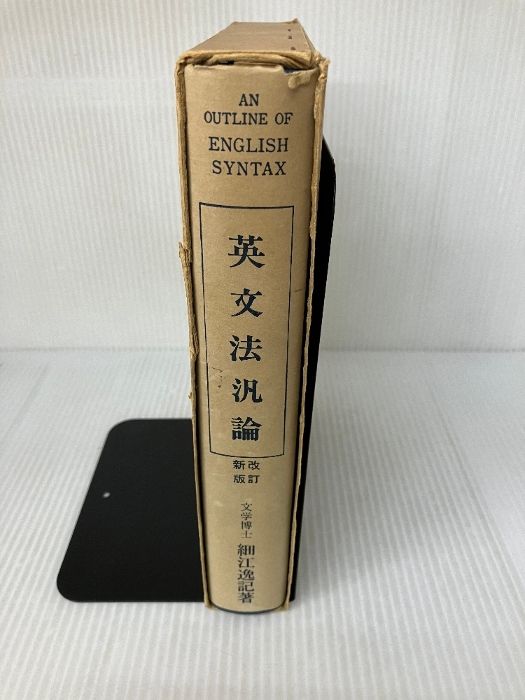 AN
OUTLINE OF
ENGLISH
SYNTAX
英文法汎論
改訂
新版
文学博士 細江逸記著